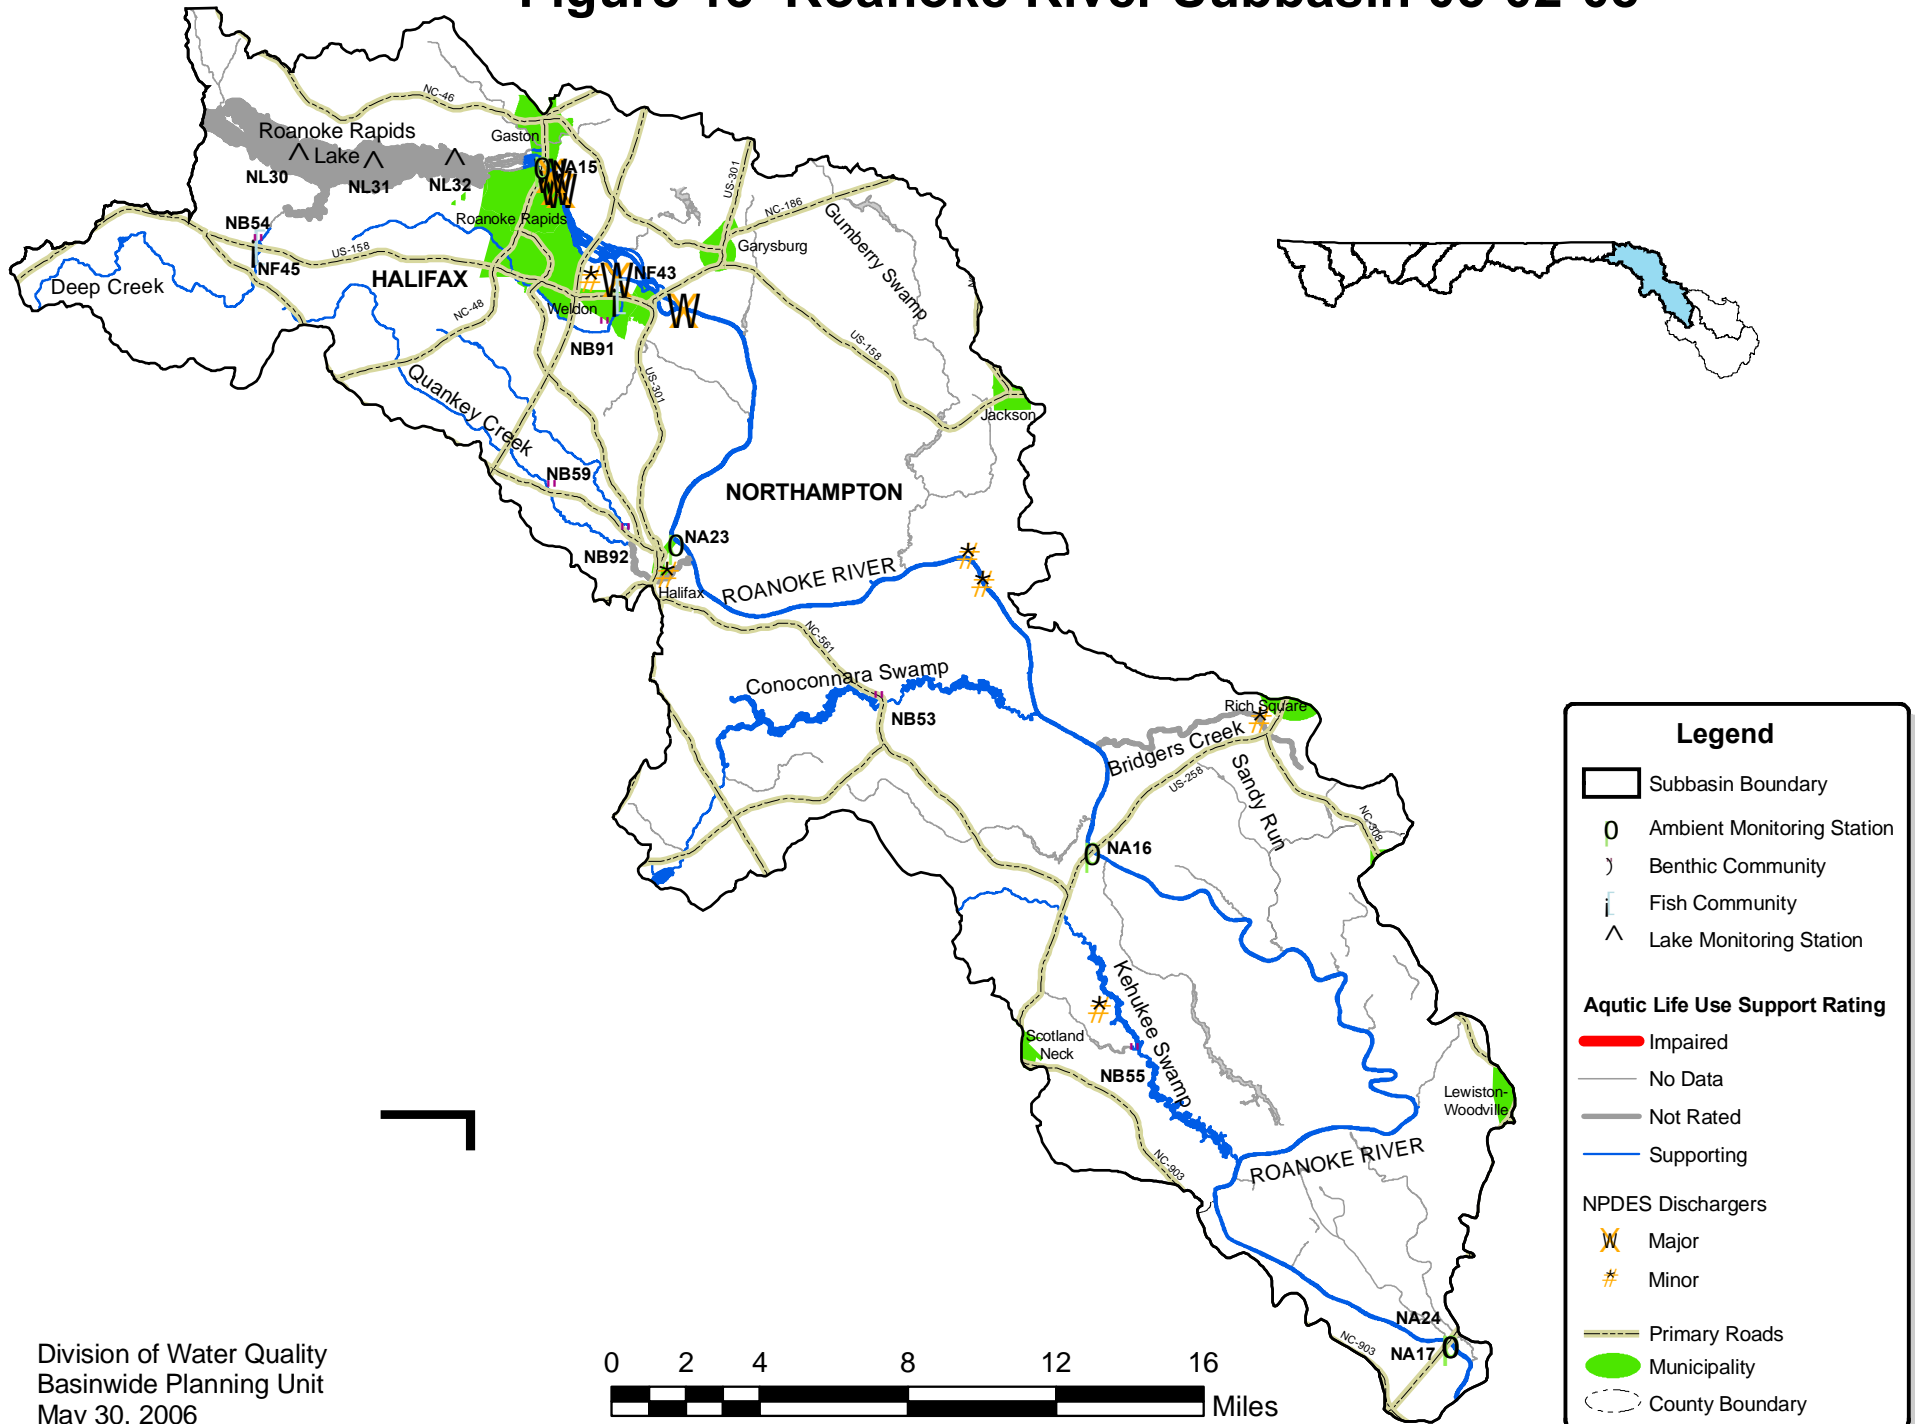 NC-46
Roanoke Rapids
Lake
Gaston
NA15
NL30
NL31
NL32
US-301
NC-186
NB54
Roanoke Rapids
Gumberry Swamp
Garysburg
US-158
NF45
HALIFAX
NF43
Deep Creek
Weldon
NC-48
NB91
US-158
US-301
Quankey Creek
Jackson
NB59
NORTHAMPTON
NA23
NB92
Halifax
ROANOKE RIVER
NC-561
Conoconnara Swamp
NB53
Rich Square
Bridgers Creek
US-258
Sandy Run
NC-308
NA16
Kehukee Swamp
Scotland
Neck
NB55
Lewiston-
Woodville
ROANOKE RIVER
NC-903
NA24
NA17
NC-903
Legend
Subbasin Boundary
Ambient Monitoring Station
Benthic Community
Fish Community
Lake Monitoring Station
Aqutic Life Use Support Rating
Impaired
No Data
Not Rated
Supporting
NPDES Dischargers
Major
Minor
Primary Roads
Municipality
County Boundary
Division of Water Quality
Basinwide Planning Unit
May 30, 2006
0 2 4 8 12 16
Miles